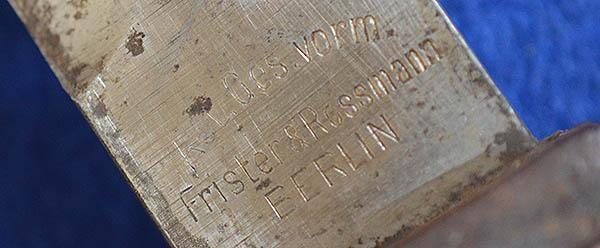 Ges. vorm.
Frister & Rossmann
BERLIN